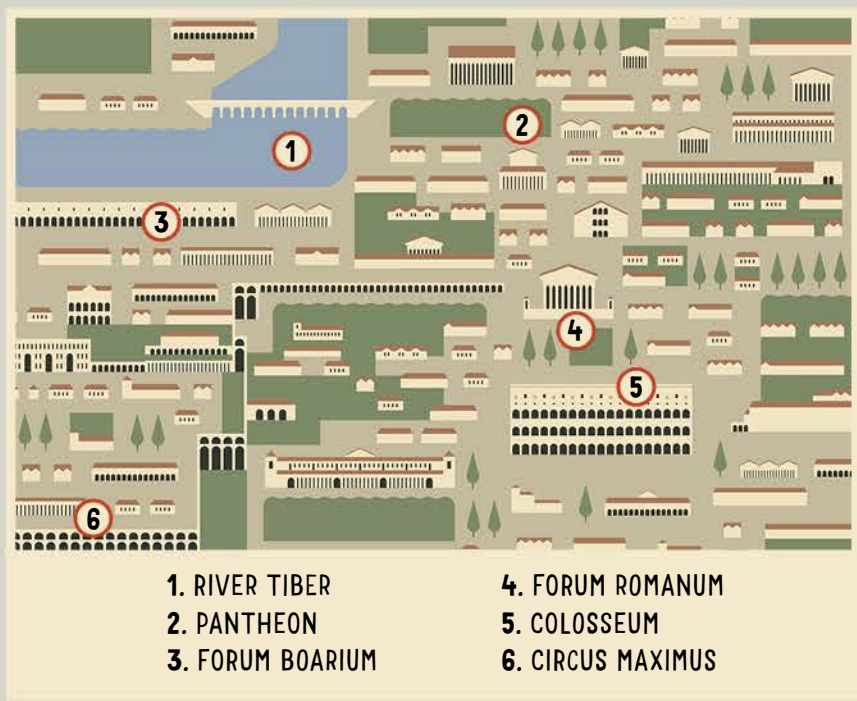 1
2
3
4
5
6
1. RIVER TIBER
2. PANTHEON
3. FORUM BOARIUM
4. FORUM ROMANUM
5. COLOSSEUM
6. CIRCUS MAXIMUS